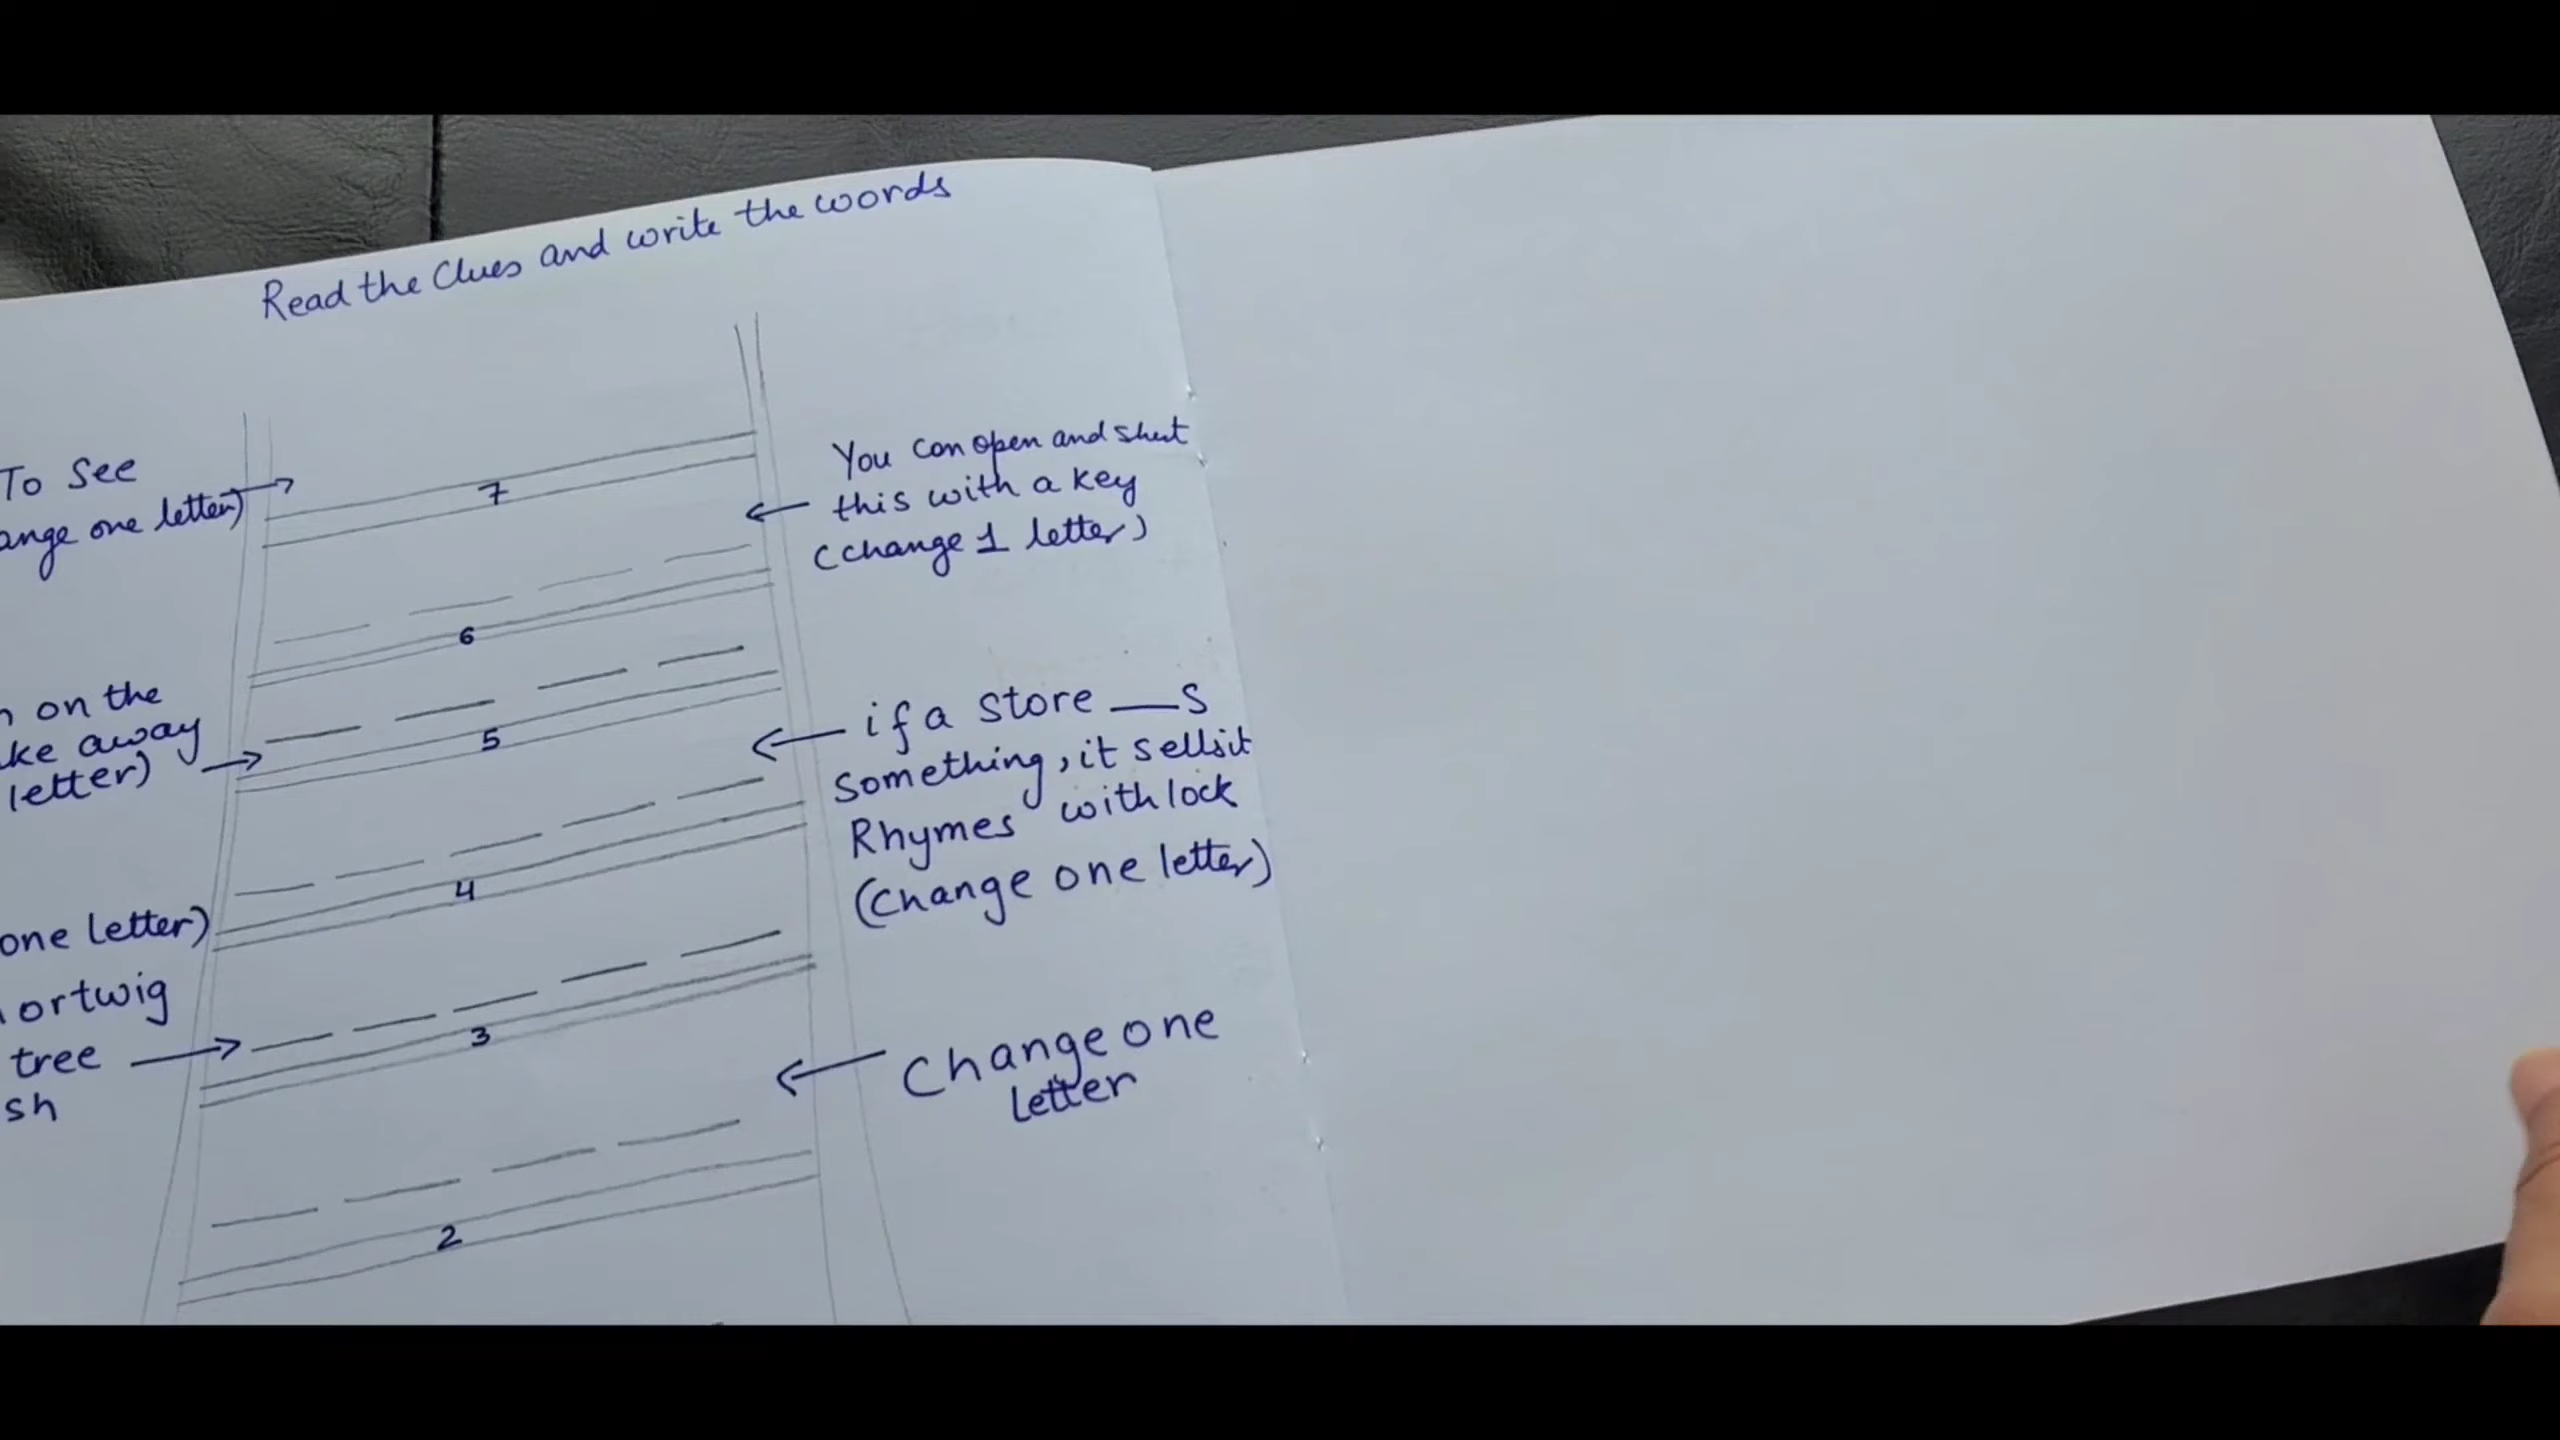 Read the Clues and write the words
To See
ange one letter)
7
You can open and shut
this with a key
(change 1 letter)
6
n on the
ke away
letter)
5
if a store __s
something, it sells it
Rhymes with lock
(change one letter)
4
one letter)
or twig
tree
sh
3
Change one
letter
2